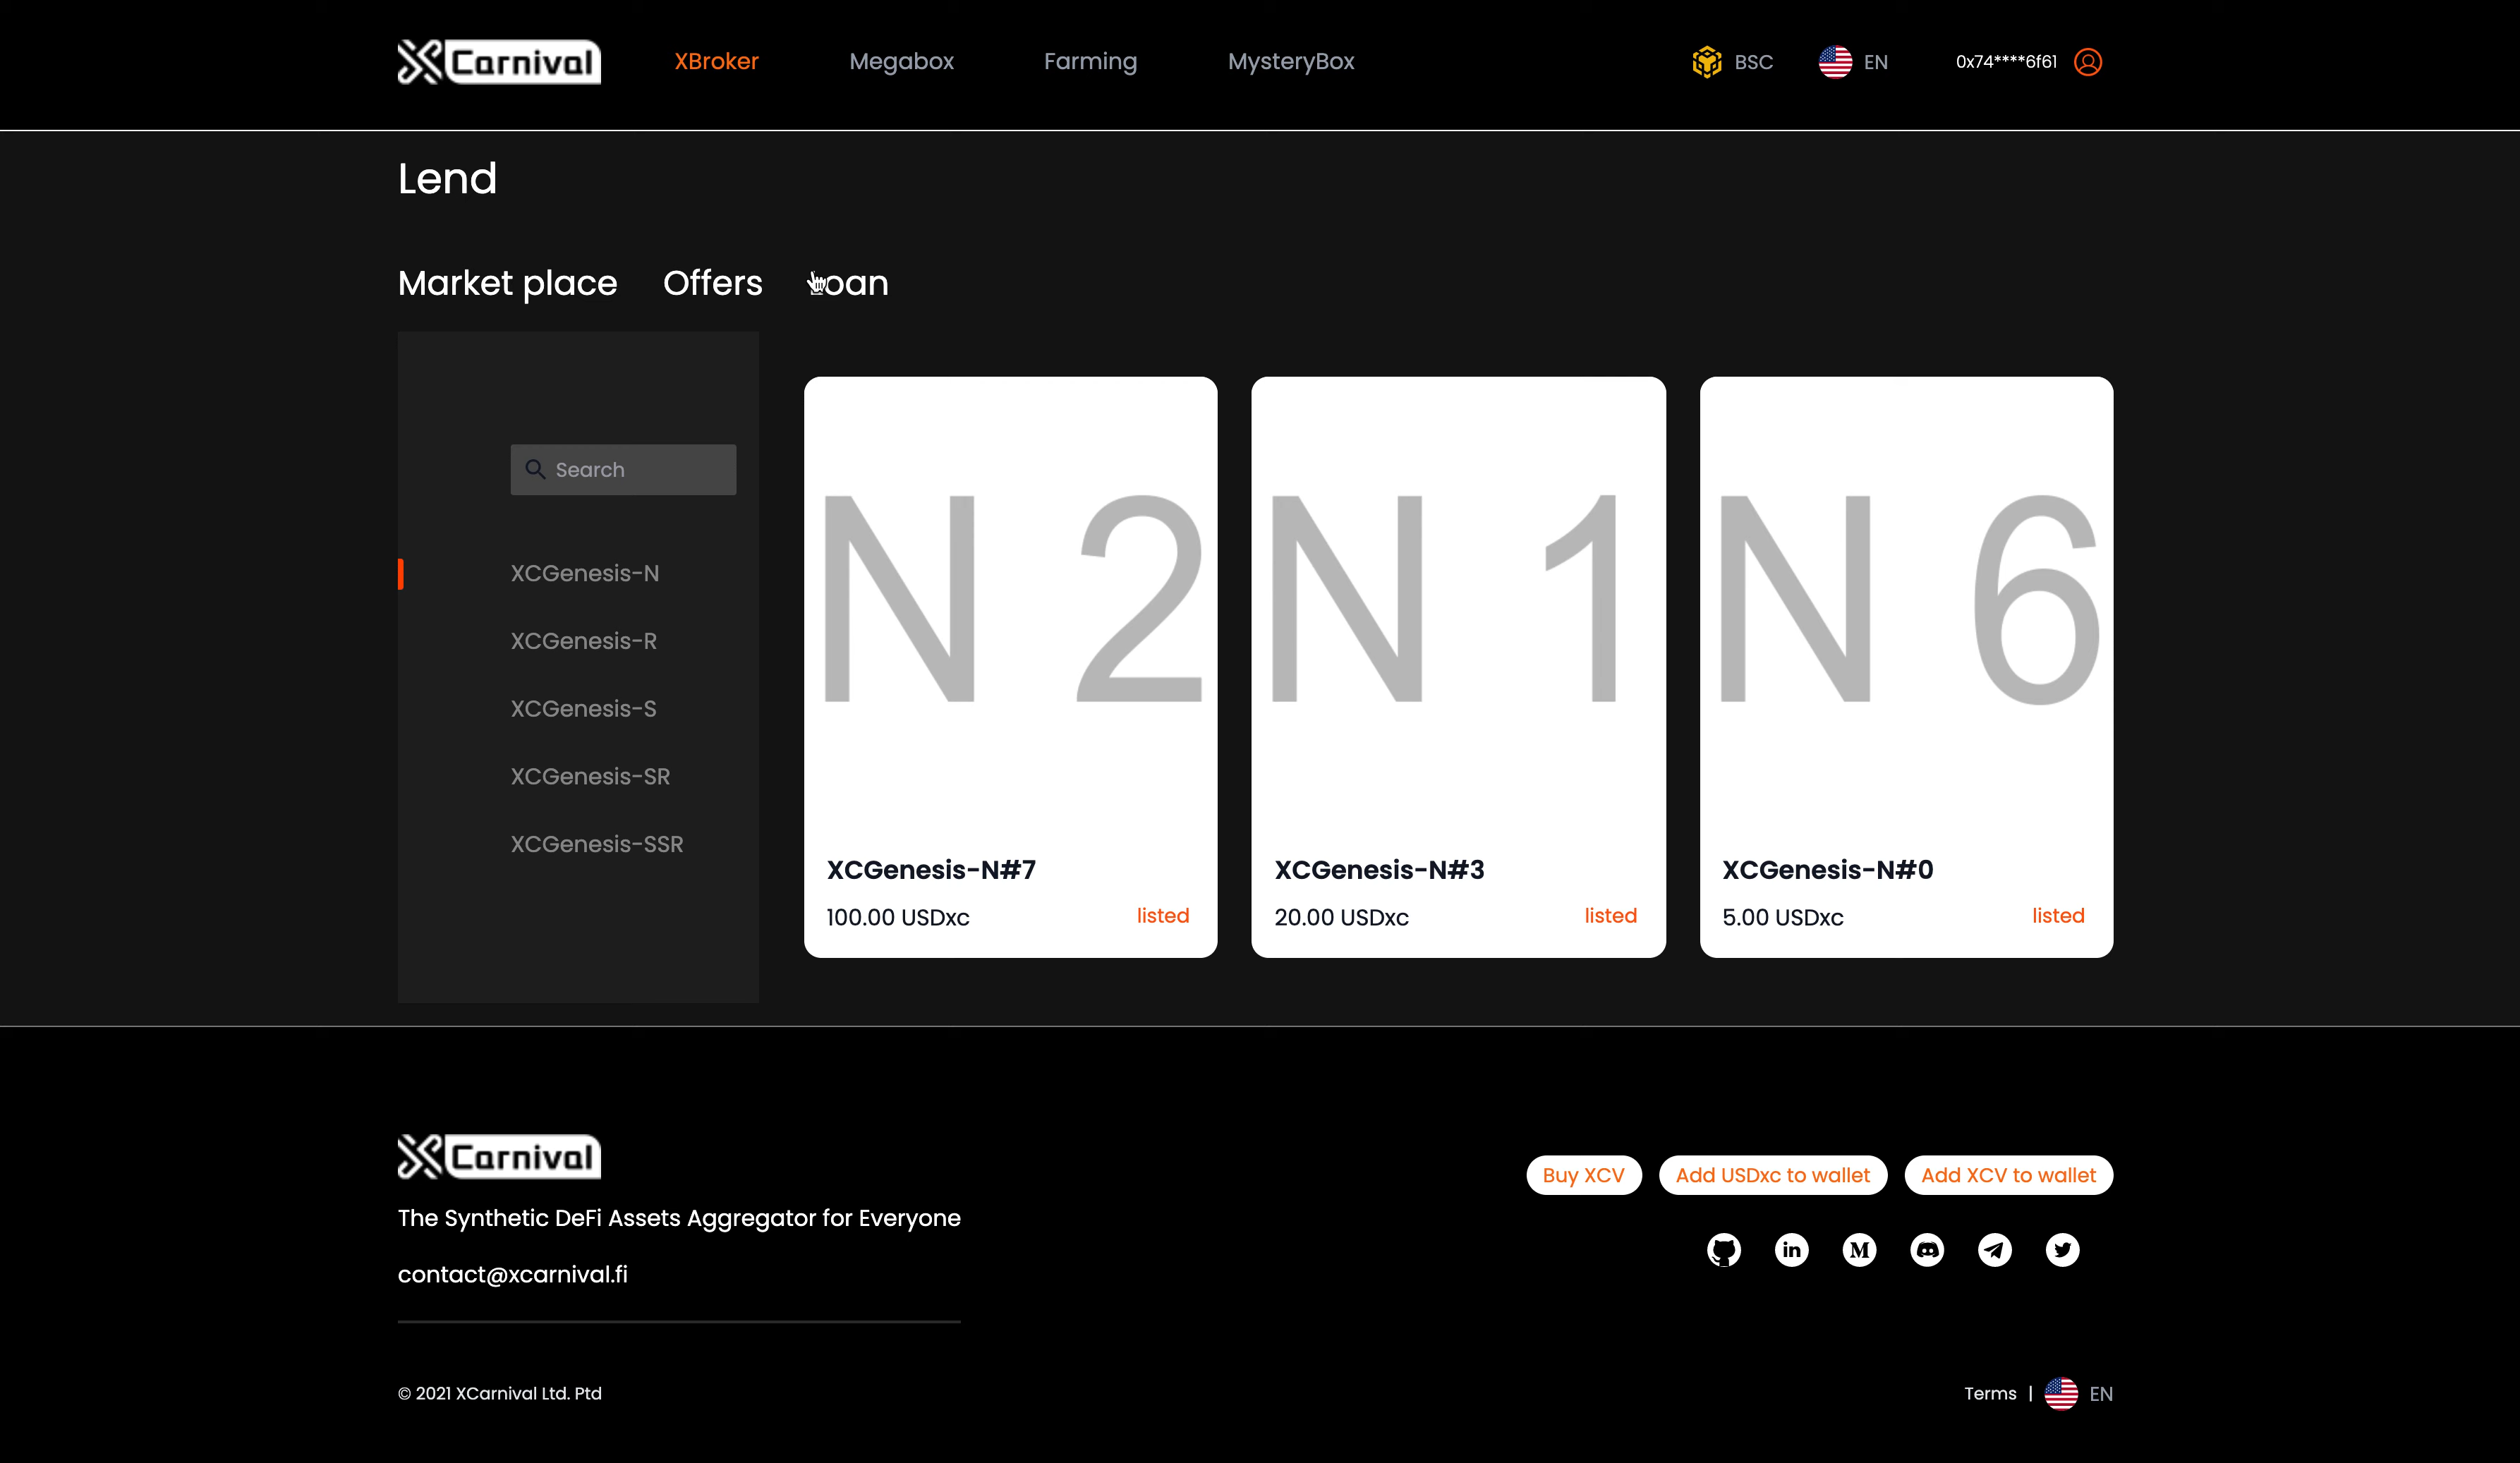 Carnival
XBroker
Megabox
Farming
MysteryBox
BSC
EN
0x74****6f61
Lend
Market place
Offers
Loan
Search
XCGenesis-N
XCGenesis-R
XCGenesis-S
XCGenesis-SR
XCGenesis-SSR
N 2
XCGenesis-N#7
100.00 USDxc
listed
N 1
XCGenesis-N#3
20.00 USDxc
listed
N 6
XCGenesis-N#0
5.00 USDxc
listed
Carnival
The Synthetic DeFi Assets Aggregator for Everyone
contact@xcarnival.fi
Buy XCV
Add USDxc to wallet
Add XCV to wallet
© 2021 XCarnival Ltd. Ptd
Terms |
EN